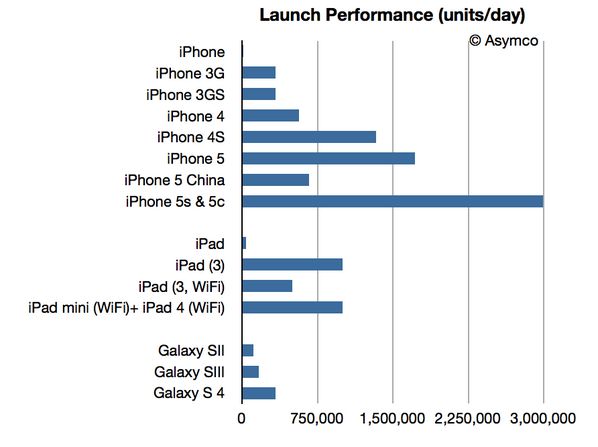 Launch Performance (units/day)
© Asymco
iPhone
iPhone 3G
iPhone 3GS
iPhone 4
iPhone 4S
iPhone 5
iPhone 5 China
iPhone 5s & 5c
iPad
iPad (3)
iPad (3, WiFi)
iPad mini (WiFi)+ iPad 4 (WiFi)
Galaxy SII
Galaxy SIII
Galaxy S 4
0 750,000 1,500,000 2,250,000 3,000,000